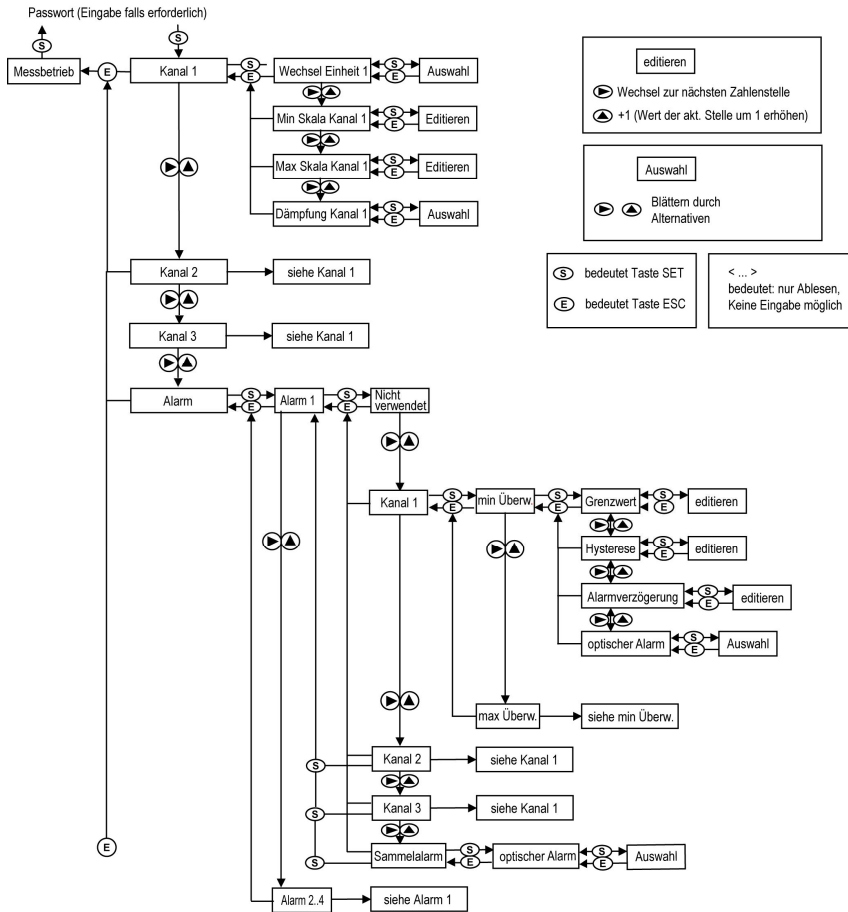 Passwort (Eingabe falls erforderlich)
S
S
Messbetrieb
E
Kanal 1
S
E
Wechsel Einheit 1
S
E
Auswahl
Min Skala Kanal 1
S
E
Editieren
Max Skala Kanal 1
S
E
Editieren
Dämpfung Kanal 1
S
E
Auswahl
editieren
Wechsel zur nächsten Zahlenstelle
+1 (Wert der akt. Stelle um 1 erhöhen)
Auswahl
Blättern durch
Alternativen
S bedeutet Taste SET
E bedeutet Taste ESC
< ... >
bedeutet: nur Ablesen,
Keine Eingabe möglich
Kanal 2
siehe Kanal 1
Kanal 3
siehe Kanal 1
Alarm
S
E
Alarm 1
S
E
Nicht
verwendet
Kanal 1
S
E
min Überw.
S
E
Grenzwert
S
E
editieren
Hysterese
S
E
editieren
Alarmverzögerung
S
E
editieren
optischer Alarm
S
E
Auswahl
max Überw.
siehe min Überw.
Kanal 2
siehe Kanal 1
S
Kanal 3
siehe Kanal 1
S
E
Sammelalarm
S
E
optischer Alarm
S
E
Auswahl
S
Alarm 2..4
siehe Alarm 1